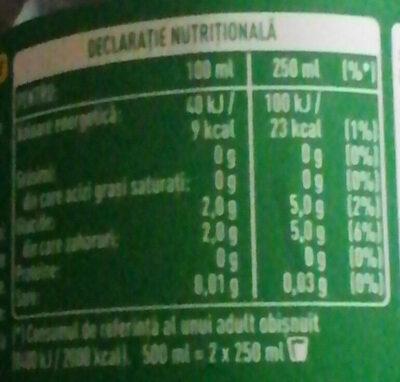 DECLARAȚIE NUTRIȚIONALĂ
PENTRU: 100 ml 250 ml (%*)
Valoare energetică: 40 kJ / 100 kJ /
9 kcal 23 kcal (1%)
Grăsimi: 0 g 0 g (0%)
din care acizi grași saturați: 0 g 0 g (0%)
Glucide: 2,0 g 5,0 g (2%)
din care zaharuri: 2,0 g 5,0 g (6%)
Proteine: 0 g 0 g (0%)
Sare: 0,01 g 0,03 g (0%)
*) Consumul de referință al unui adult obișnuit
(8400 kJ / 2000 kcal). 500 ml = 2 x 250 ml